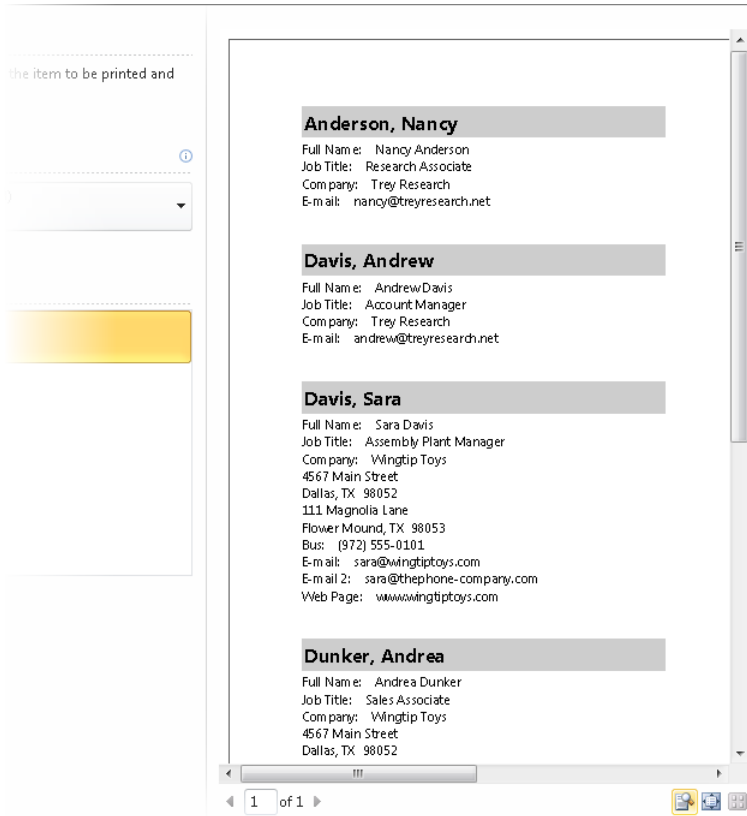 the item to be printed and
Anderson, Nancy
Full Name: Nancy Anderson
Job Title: Research Associate
Company: Trey Research
E-mail: nancy@treyresearch.net
Davis, Andrew
Full Name: Andrew Davis
Job Title: Account Manager
Company: Trey Research
E-mail: andrew@treyresearch.net
Davis, Sara
Full Name: Sara Davis
Job Title: Assembly Plant Manager
Company: Wingtip Toys
4567 Main Street
Dallas, TX 98052
111 Magnolia Lane
Flower Mound, TX 98053
Bus: (972) 555-0101
E-mail: sara@wingtiptoys.com
E-mail 2: sara@thephone-company.com
Web Page: www.wingtiptoys.com
Dunker, Andrea
Full Name: Andrea Dunker
Job Title: Sales Associate
Company: Wingtip Toys
4567 Main Street
Dallas, TX 98052
1 of 1